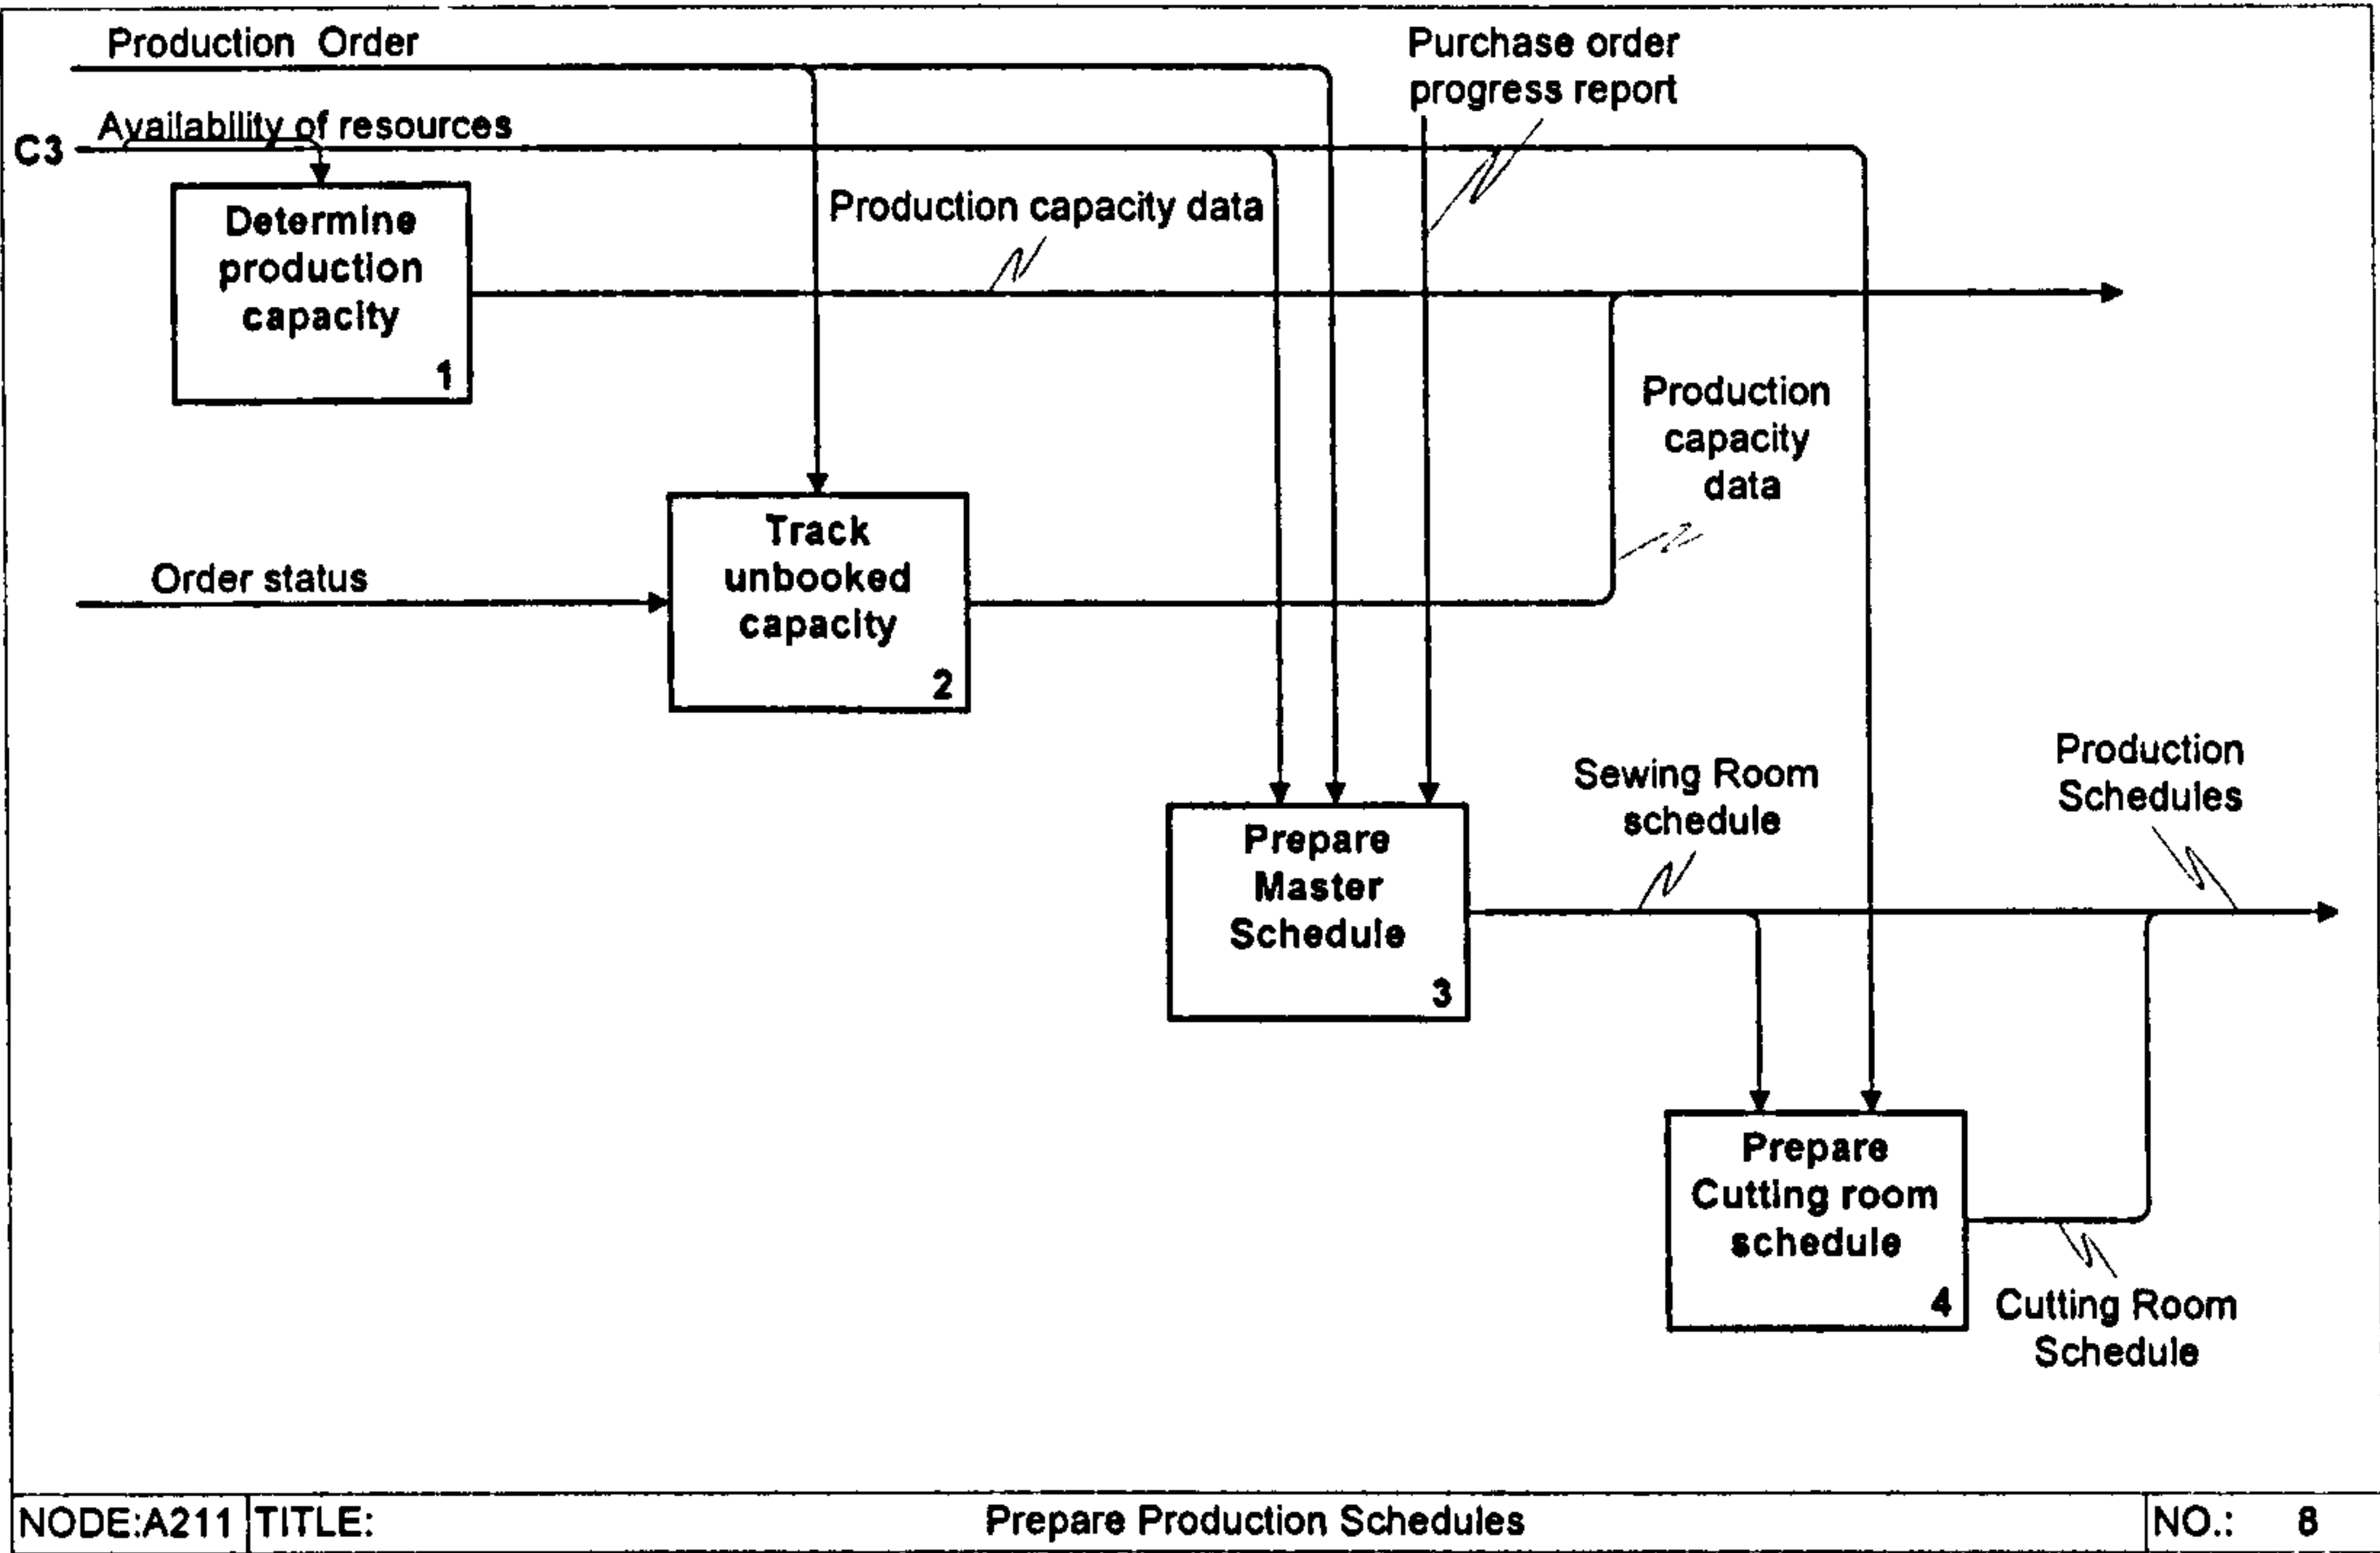 Production Order
Purchase order
progress report
Availability of resources
C3
Determine
production
capacity
1
Production capacity data
Production
capacity
data
Track
unbooked
capacity
2
Order status
Prepare
Master
Schedule
3
Sewing Room
schedule
Production
Schedules
Prepare
Cutting room
schedule
4
Cutting Room
Schedule
NODE:A211 TITLE: Prepare Production Schedules NO.: 8